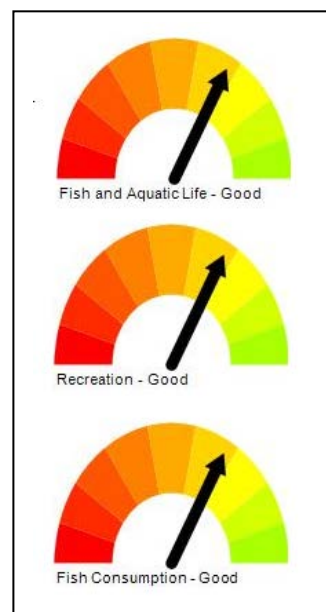 Fish and Aquatic Life - Good
Recreation - Good
Fish Consumption - Good